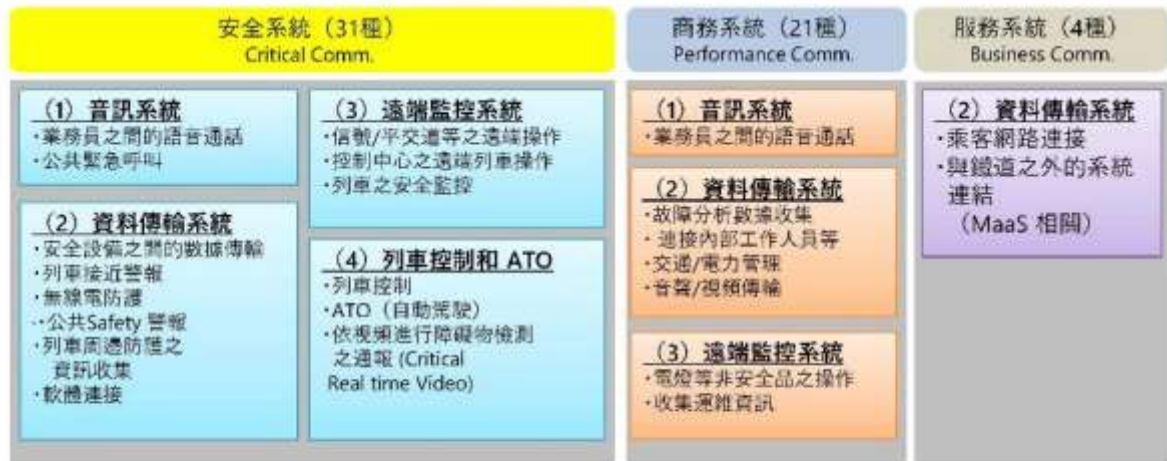 安全系統（31種）
Critical Comm.
（1）音訊系統
・業務員之間的語音通話
・公共緊急呼叫
（2）資料傳輸系統
・安全設備之間的數據傳輸
・列車接近警報
・無線電防護
・公共Safety 警報
・列車周邊防護之
資訊收集
・軟體連接
（3）遠端監控系統
・信號/平交道等之遠端操作
・控制中心之遠端列車操作
・列車之安全監控
（4）列車控制和 ATO
・列車控制
・ATO（自動駕駛）
・依視頻進行障礙物檢測
之通報 (Critical
Real time Video)
商務系統（21種）
Performance Comm.
（1）音訊系統
・業務員之間的語音通話
（2）資料傳輸系統
・故障分析數據收集
・連接內部工作人員等
・交通/電力管理
・音聲/視頻傳輸
（3）遠端監控系統
・電燈等非安全品之操作
・收集運維資訊
服務系統（4種）
Business Comm.
（2）資料傳輸系統
・乘客網路連接
・與鐵道之外的系統
連結
（MaaS 相關）